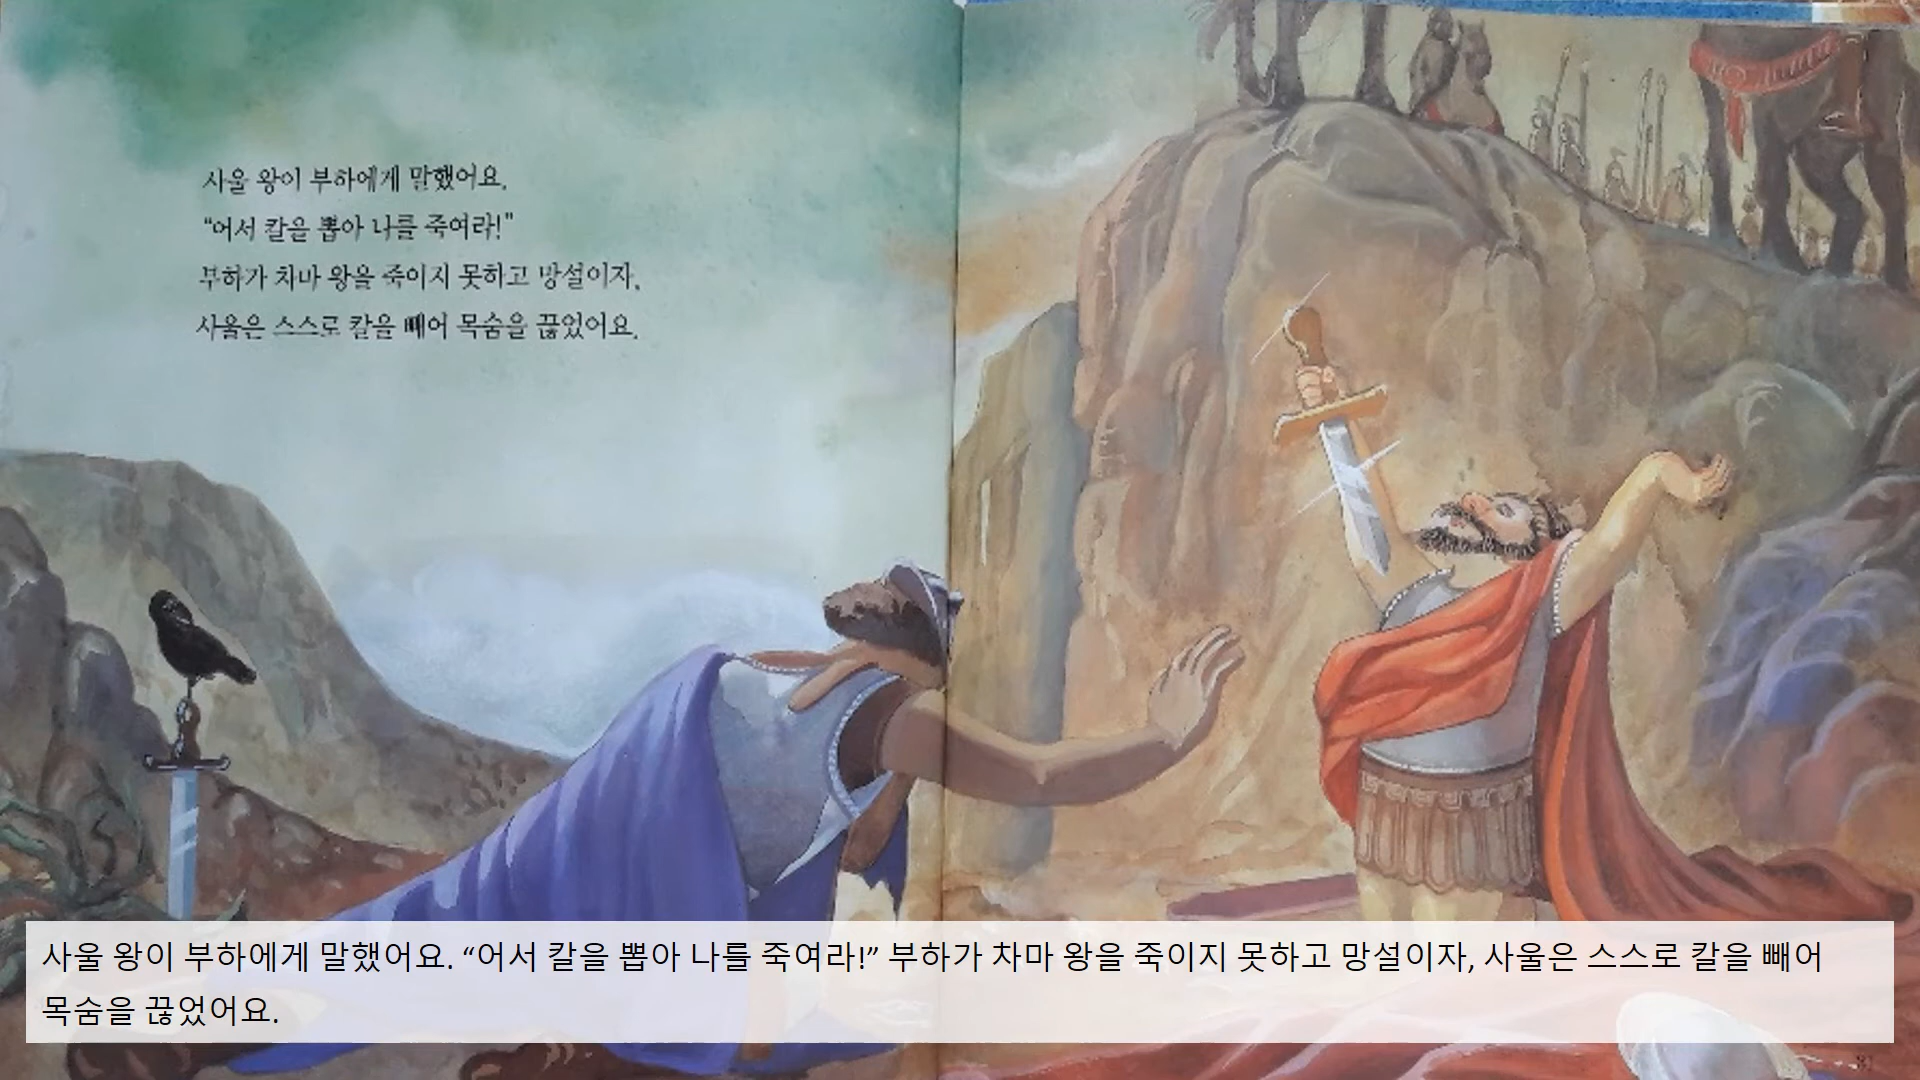 사울 왕이 부하에게 말했어요.
“어서 칼을 뽑아 나를 죽여라!”
부하가 차마 왕을 죽이지 못하고 망설이자,
사울은 스스로 칼을 빼어 목숨을 끊었어요.
사울 왕이 부하에게 말했어요. “어서 칼을 뽑아 나를 죽여라!” 부하가 차마 왕을 죽이지 못하고 망설이자, 사울은 스스로 칼을 빼어
목숨을 끊었어요.